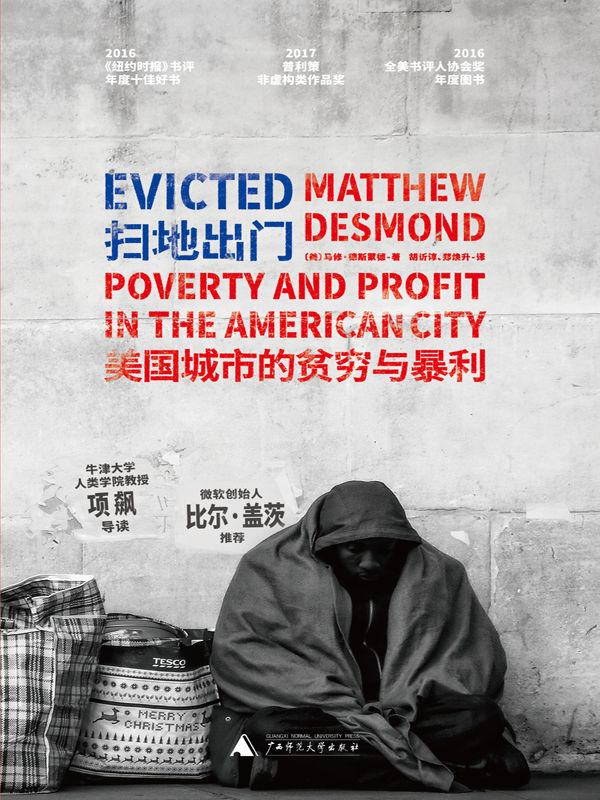 2016
《纽约时报》书评
年度十佳好书
2017
普利策
非虚构类作品奖
2016
全美书评人协会奖
年度图书
EVICTED
扫地出门
MATTHEW
DESMOND
(美)马修·德斯蒙德-著 胡䜣谆、郑焕升-译
POVERTY AND PROFIT
IN THE AMERICAN CITY
美国城市的贫穷与暴利
牛津大学
人类学院教授
项飙
导读
微软创始人
比尔·盖茨
推荐
TESCO
MERRY
CHRISTMAS
GUANGXI NORMAL UNIVERSITY PRESS
广西师范大学出版社